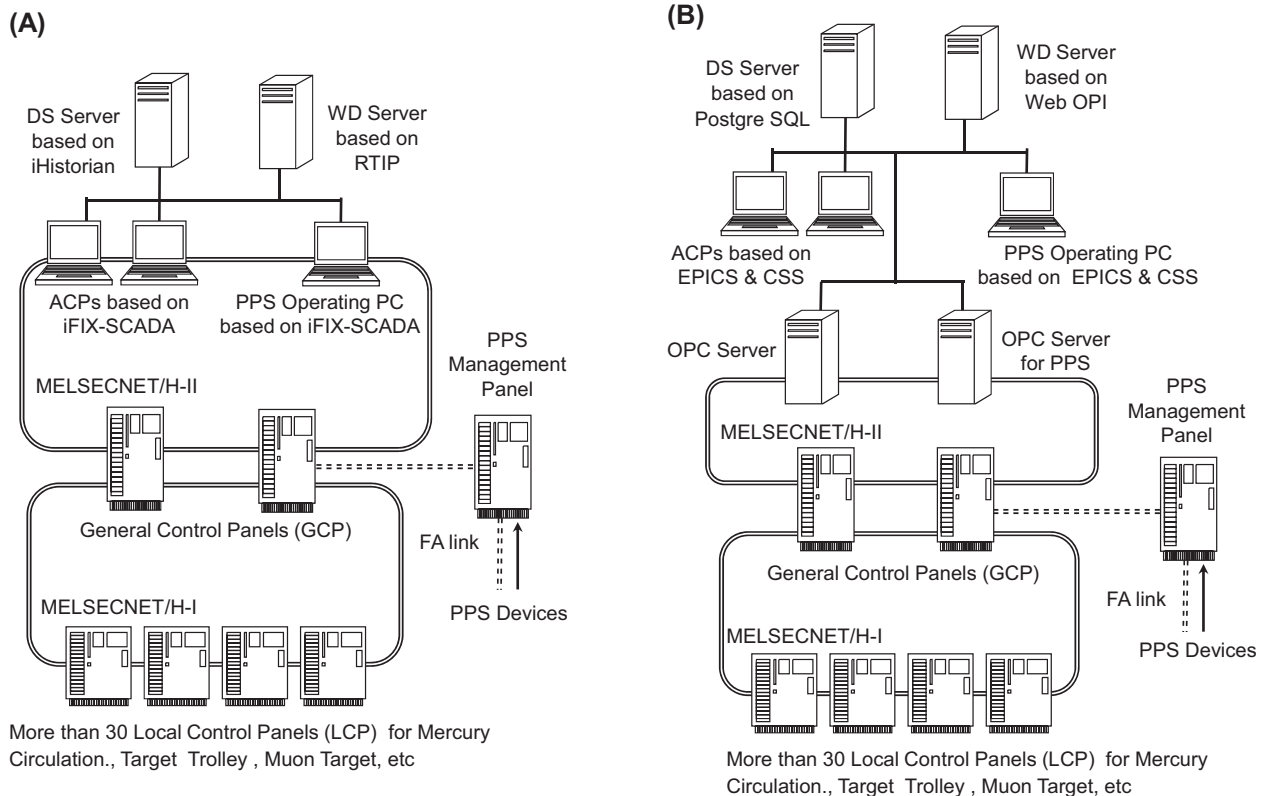 (A)
DS Server
based on
iHistorian
WD Server
based on
RTIP
ACPs based on
iFIX-SCADA
PPS Operating PC
based on iFIX-SCADA
PPS
Management
Panel
MELSECNET/H-II
General Control Panels (GCP)
FA link
PPS Devices
MELSECNET/H-I
More than 30 Local Control Panels (LCP) for Mercury
Circulation., Target Trolley , Muon Target, etc
(B)
DS Server
based on
Postgre SQL
WD Server
based on
Web OPI
ACPs based on
EPICS & CSS
PPS Operating PC
based on EPICS & CSS
OPC Server
OPC Server
for PPS
PPS
Management
Panel
MELSECNET/H-II
General Control Panels (GCP)
FA link
PPS Devices
MELSECNET/H-I
More than 30 Local Control Panels (LCP) for Mercury
Circulation., Target Trolley , Muon Target, etc